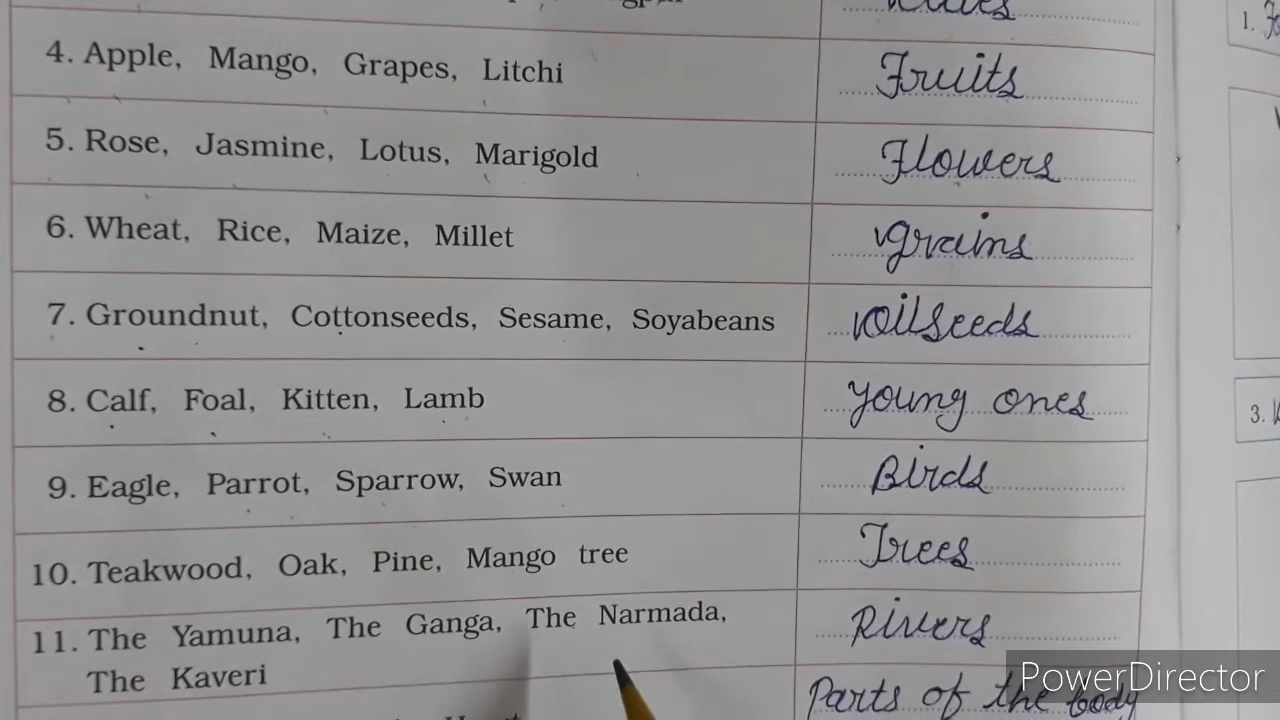 4. Apple, Mango, Grapes, Litchi Fruits
5. Rose, Jasmine, Lotus, Marigold Flowers
6. Wheat, Rice, Maize, Millet grains
7. Groundnut, Cottonseeds, Sesame, Soyabeans oilseeds
8. Calf, Foal, Kitten, Lamb young ones
9. Eagle, Parrot, Sparrow, Swan Birds
10. Teakwood, Oak, Pine, Mango tree Trees
11. The Yamuna, The Ganga, The Narmada, Rivers
The Kaveri
Parts of the body
PowerDirector
1.
3.